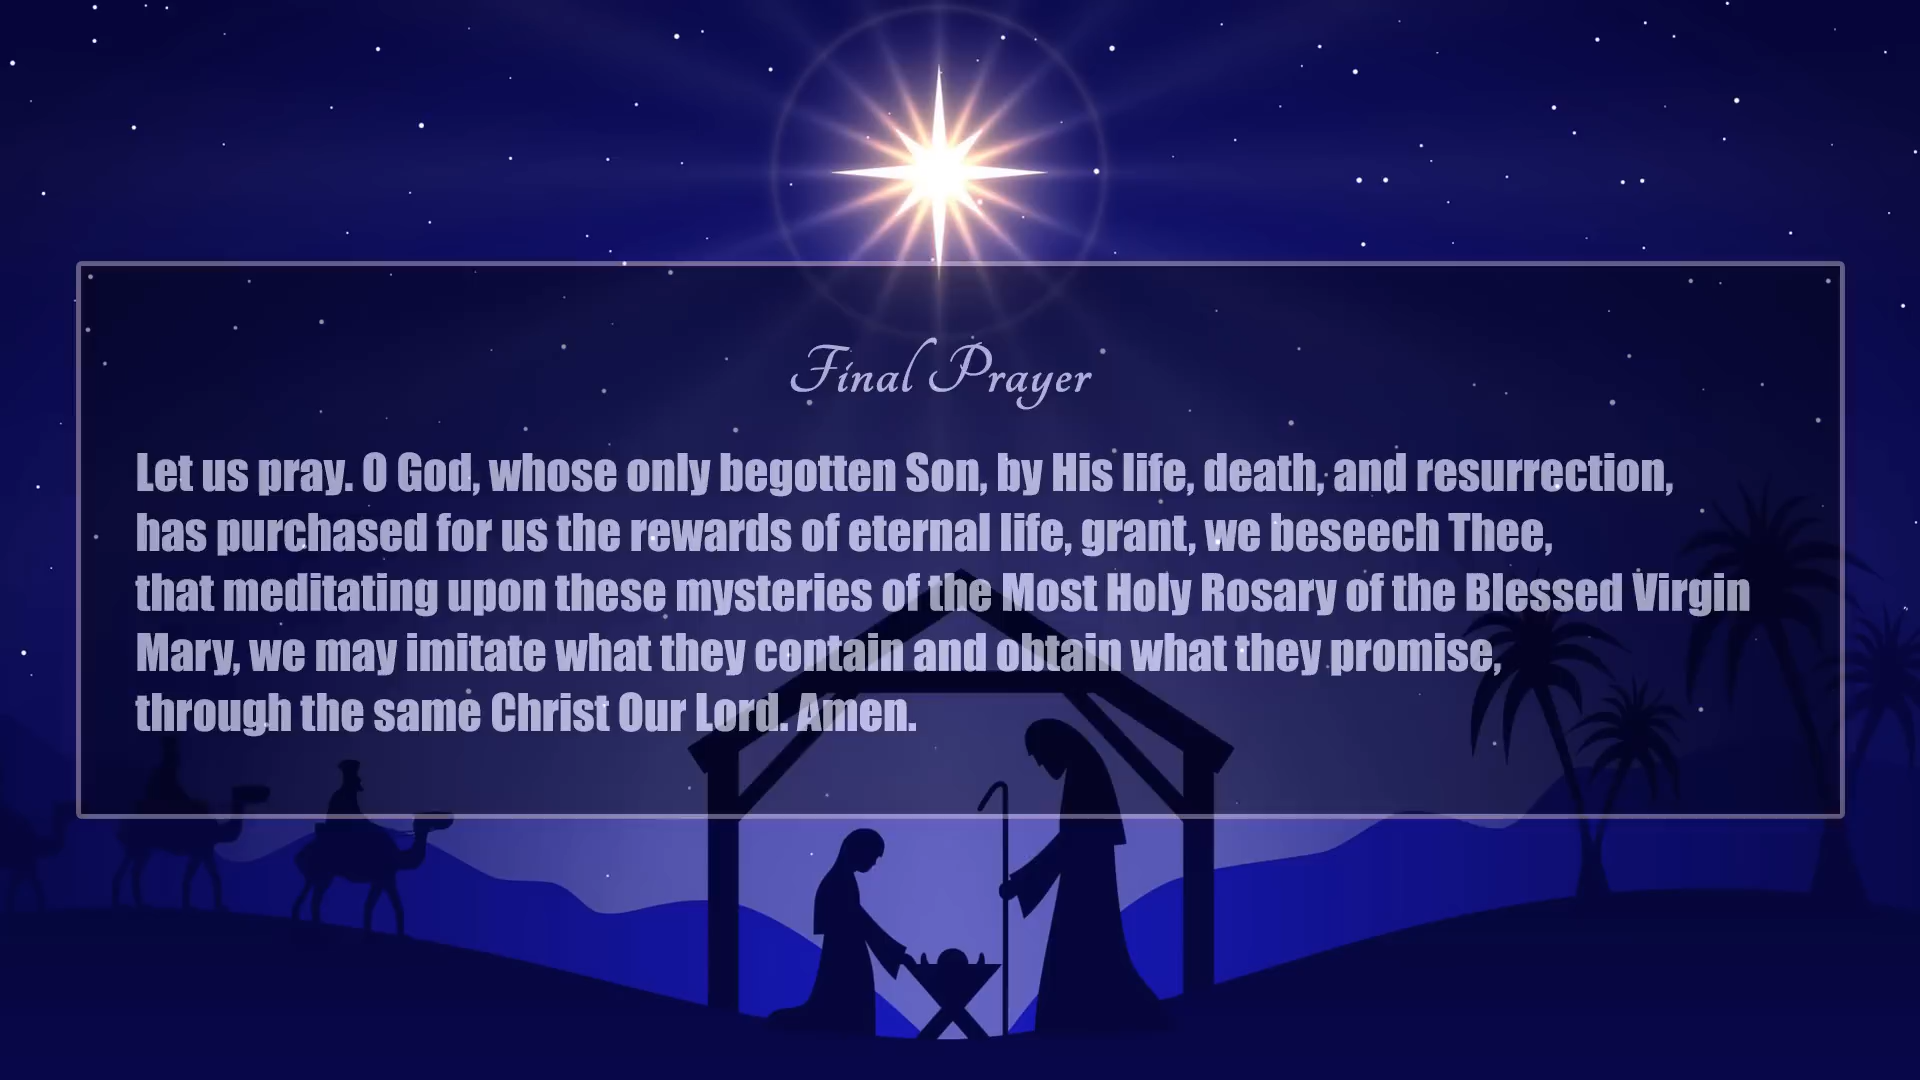 Final Prayer
Let us pray. O God, whose only begotten Son, by His life, death, and resurrection,
has purchased for us the rewards of eternal life, grant, we beseech Thee,
that meditating upon these mysteries of the Most Holy Rosary of the Blessed Virgin
Mary, we may imitate what they contain and obtain what they promise,
through the same Christ Our Lord. Amen.